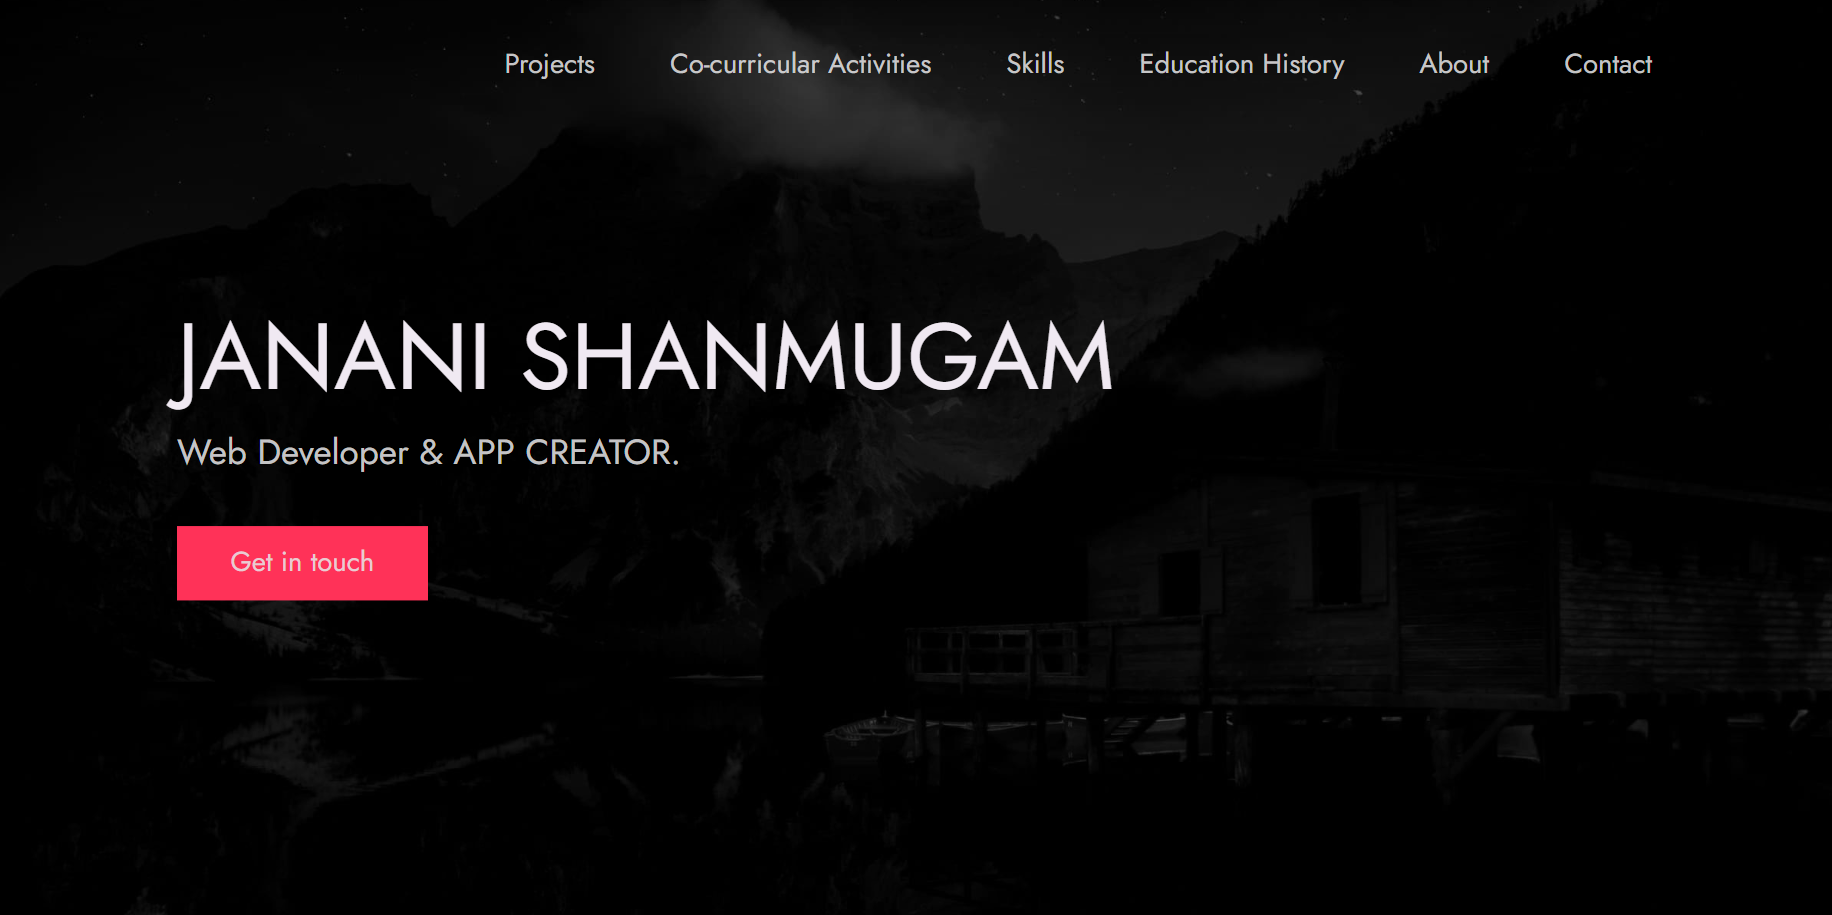 Projects Co-curricular Activities Skills Education History About Contact
JANANI SHANMUGAM
Web Developer & APP CREATOR.
Get in touch